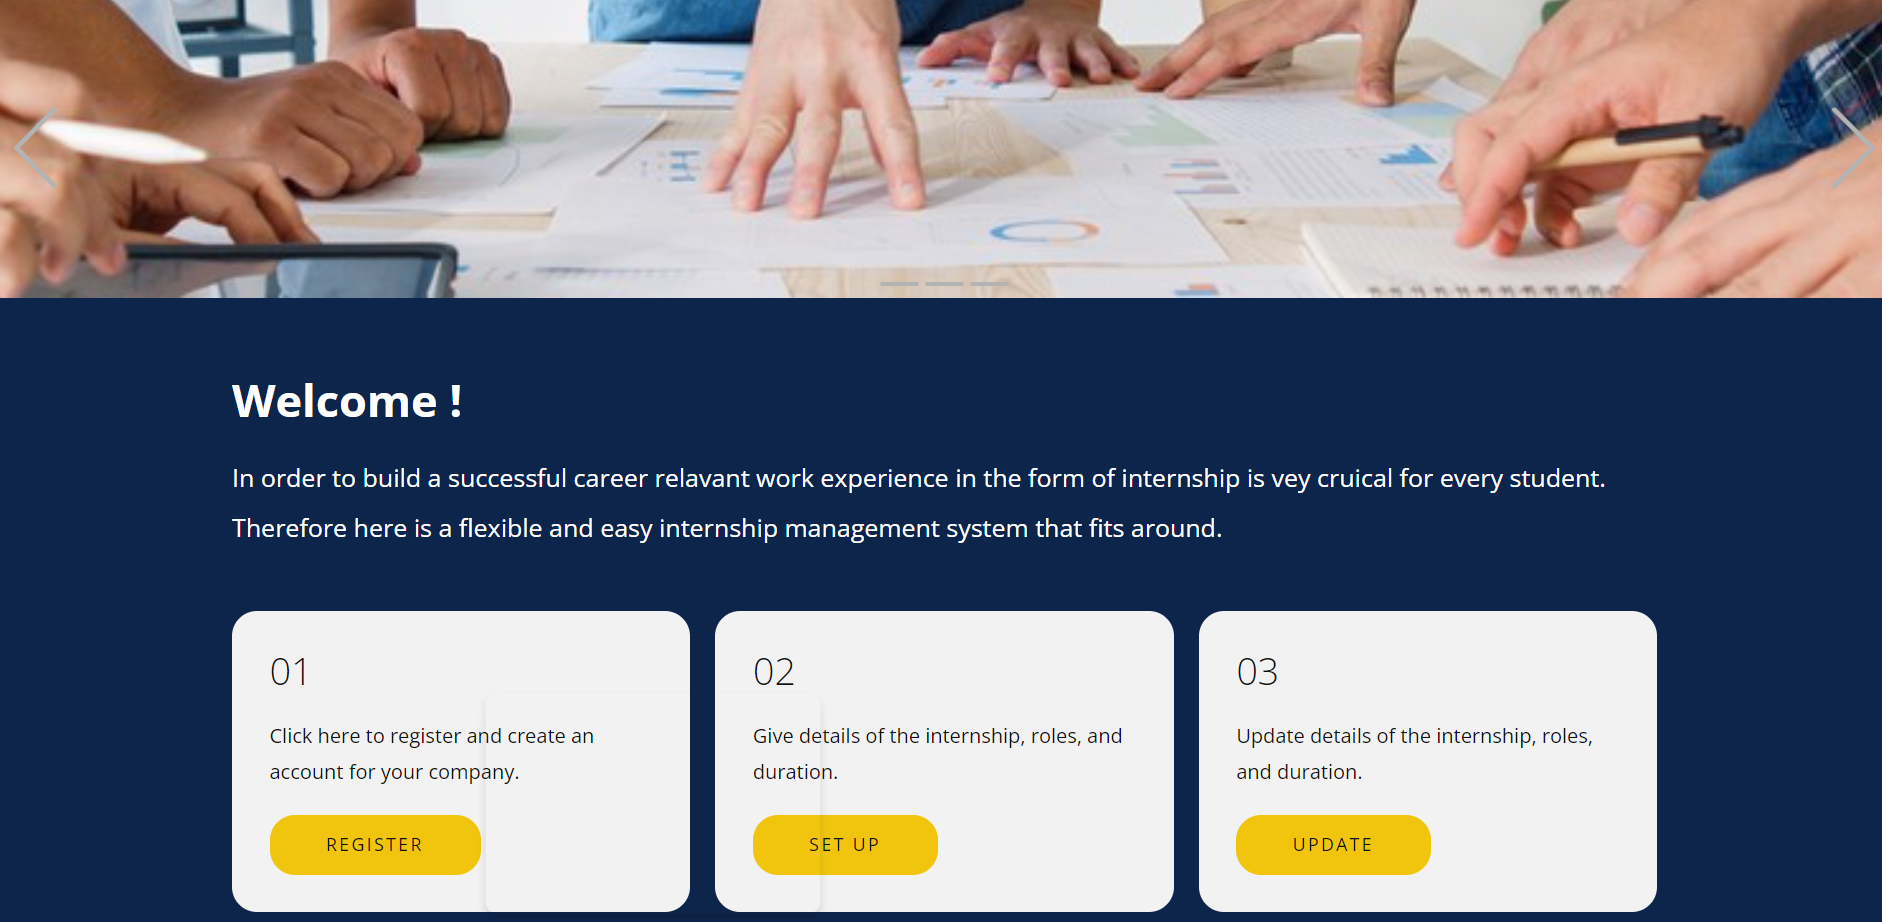 Welcome !
In order to build a successful career relavant work experience in the form of internship is vey cruical for every student.
Therefore here is a flexible and easy internship management system that fits around.
01
Click here to register and create an
account for your company.
REGISTER
02
Give details of the internship, roles, and
duration.
SET UP
03
Update details of the internship, roles,
and duration.
UPDATE